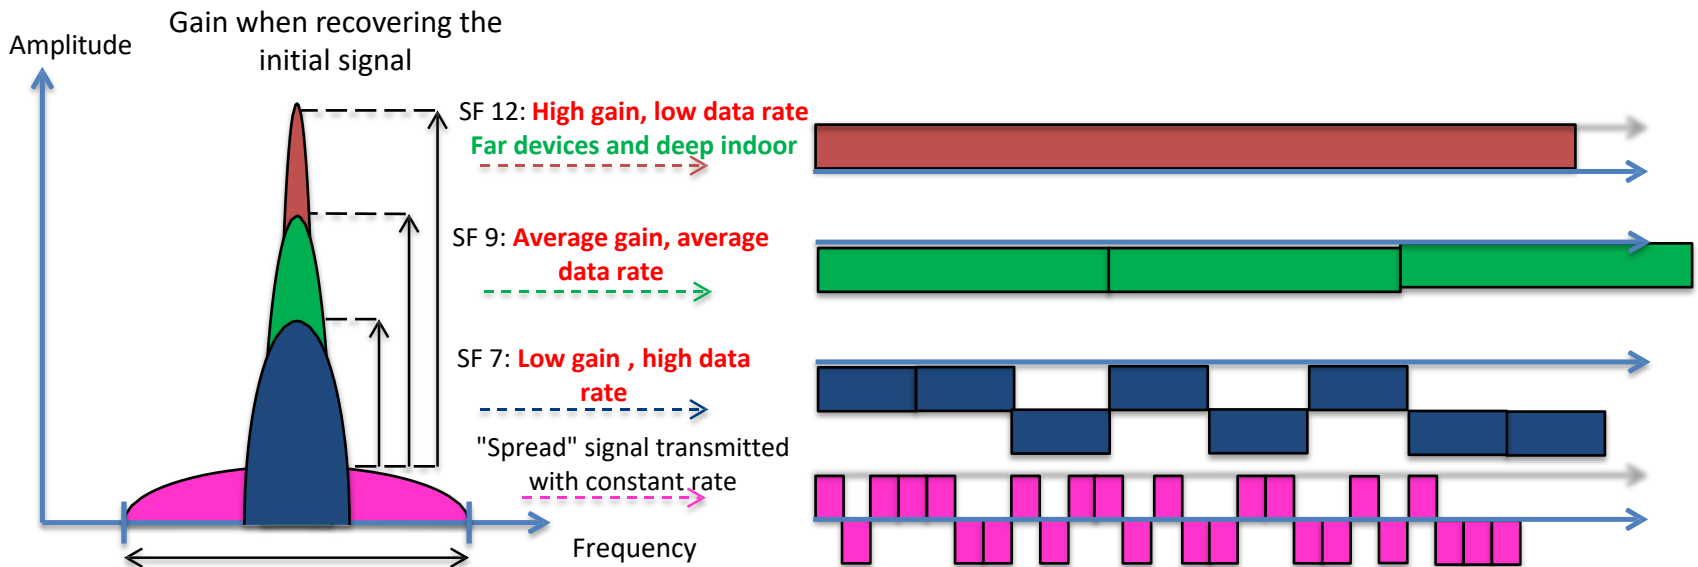 Gain when recovering the
initial signal
Amplitude
SF 12: High gain, low data rate
Far devices and deep indoor
SF 9: Average gain, average
data rate
SF 7: Low gain , high data
rate
"Spread" signal transmitted
with constant rate
Frequency